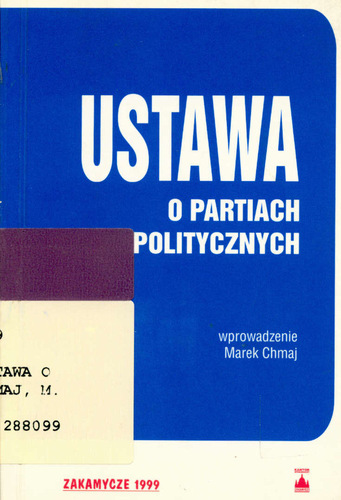 USTAWA
O PARTIACH
POLITYCZNYCH
wprowadzenie
Marek Chmaj
9
TAWA O
MAJ, M.
288099
ZAKAMYCZE 1999